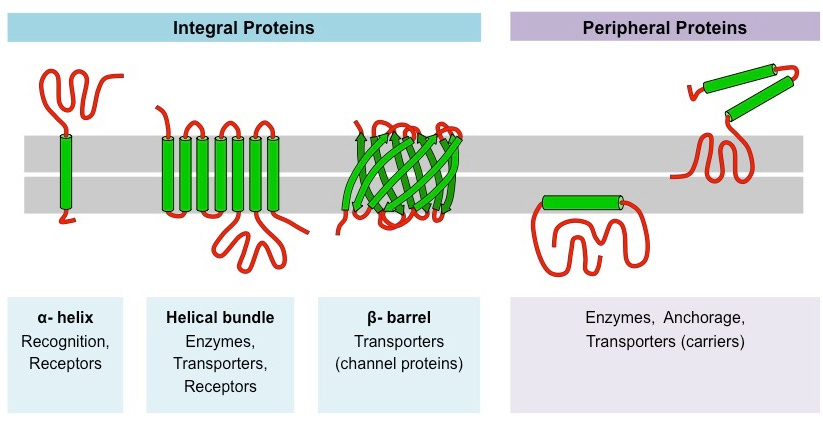 Integral Proteins
Peripheral Proteins
α- helix
Recognition,
Receptors
Helical bundle
Enzymes,
Transporters,
Receptors
β- barrel
Transporters
(channel proteins)
Enzymes, Anchorage,
Transporters (carriers)